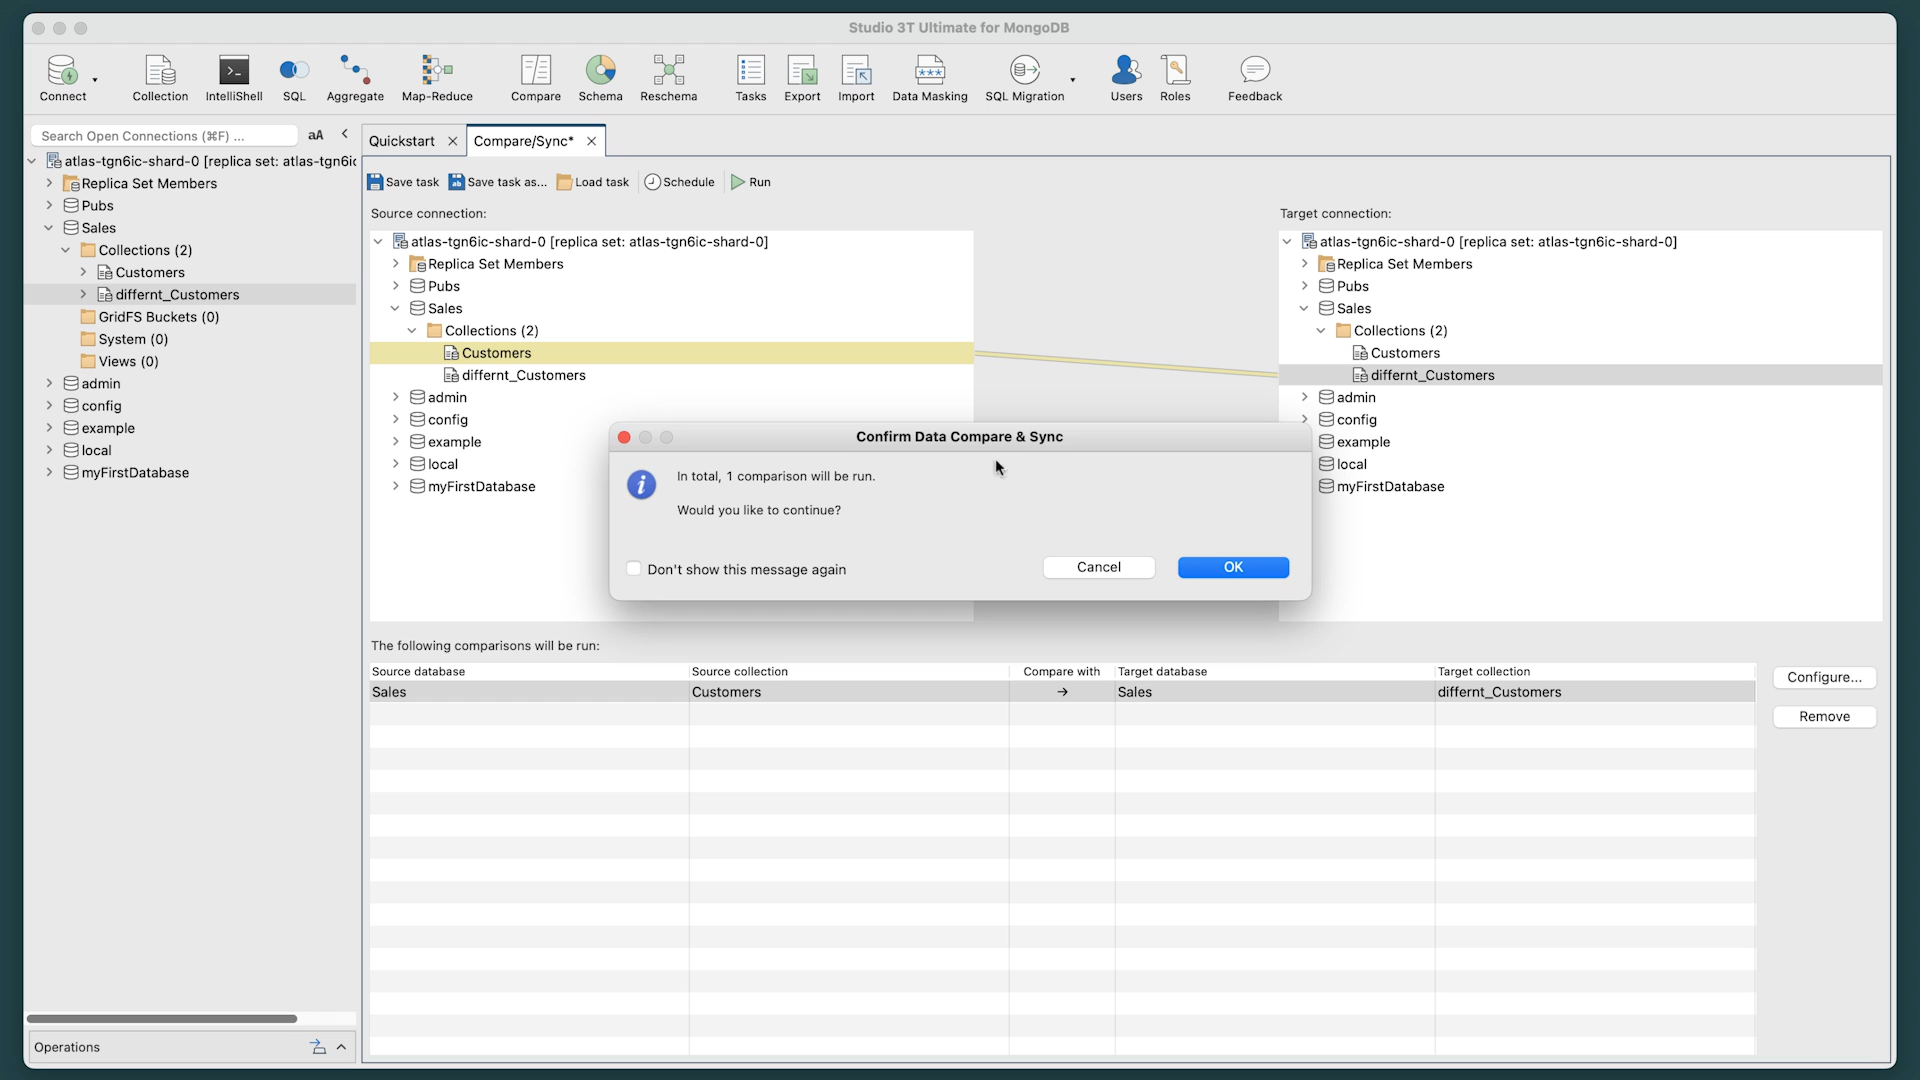 Studio 3T Ultimate for MongoDB
Connect
Collection
IntelliShell
SQL
Aggregate
Map-Reduce
Compare
Schema
Reschema
Tasks
Export
Import
Data Masking
SQL Migration
Users
Roles
Feedback
Search Open Connections (⌘F) ...
aA
atlas-tgn6ic-shard-0 [replica set: atlas-tgn6ic
Replica Set Members
Pubs
Sales
Collections (2)
Customers
differnt_Customers
GridFS Buckets (0)
System (0)
Views (0)
admin
config
example
local
myFirstDatabase
Operations
Quickstart
Compare/Sync*
Save task
Save task as...
Load task
Schedule
Run
Source connection:
atlas-tgn6ic-shard-0 [replica set: atlas-tgn6ic-shard-0]
Replica Set Members
Pubs
Sales
Collections (2)
Customers
differnt_Customers
admin
config
example
local
myFirstDatabase
Target connection:
atlas-tgn6ic-shard-0 [replica set: atlas-tgn6ic-shard-0]
Replica Set Members
Pubs
Sales
Collections (2)
Customers
differnt_Customers
admin
config
example
local
myFirstDatabase
Confirm Data Compare & Sync
In total, 1 comparison will be run.
Would you like to continue?
Don't show this message again
Cancel
OK
The following comparisons will be run:
Source database Source collection Compare with Target database Target collection
Sales Customers → Sales differnt_Customers
Configure...
Remove